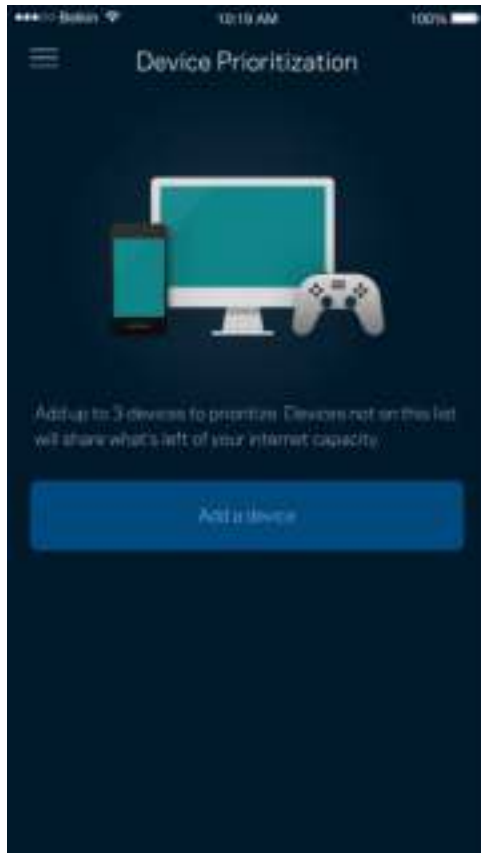 Belkin 10:19 AM 100%
Device Prioritization
Add up to 3 devices to prioritize. Devices not on this list
will share what's left of your internet capacity.
Add a device